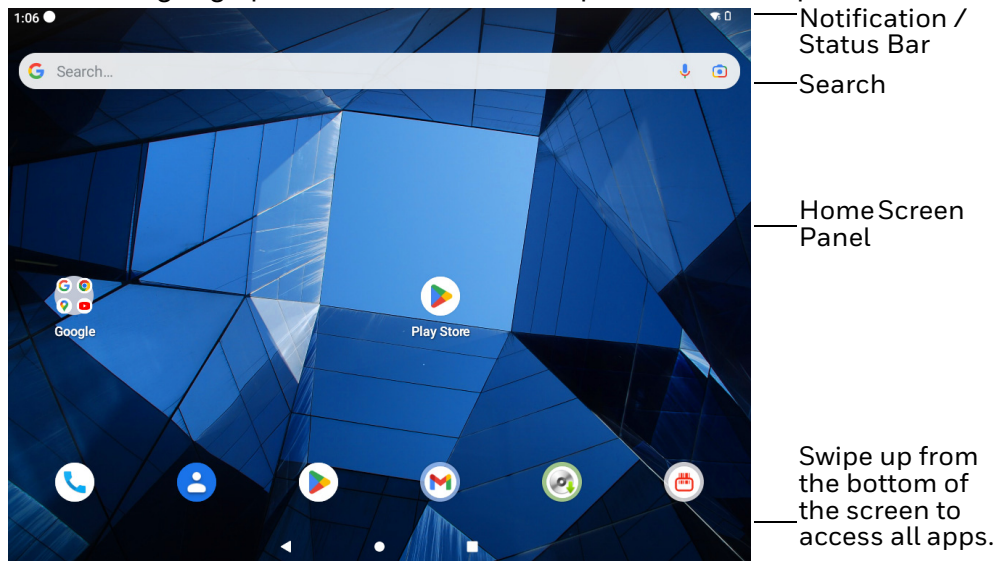 1:06
Notification /
Status Bar
Search...
Search
Home Screen
Panel
Google
Play Store
Swipe up from
the bottom of
the screen to
access all apps.